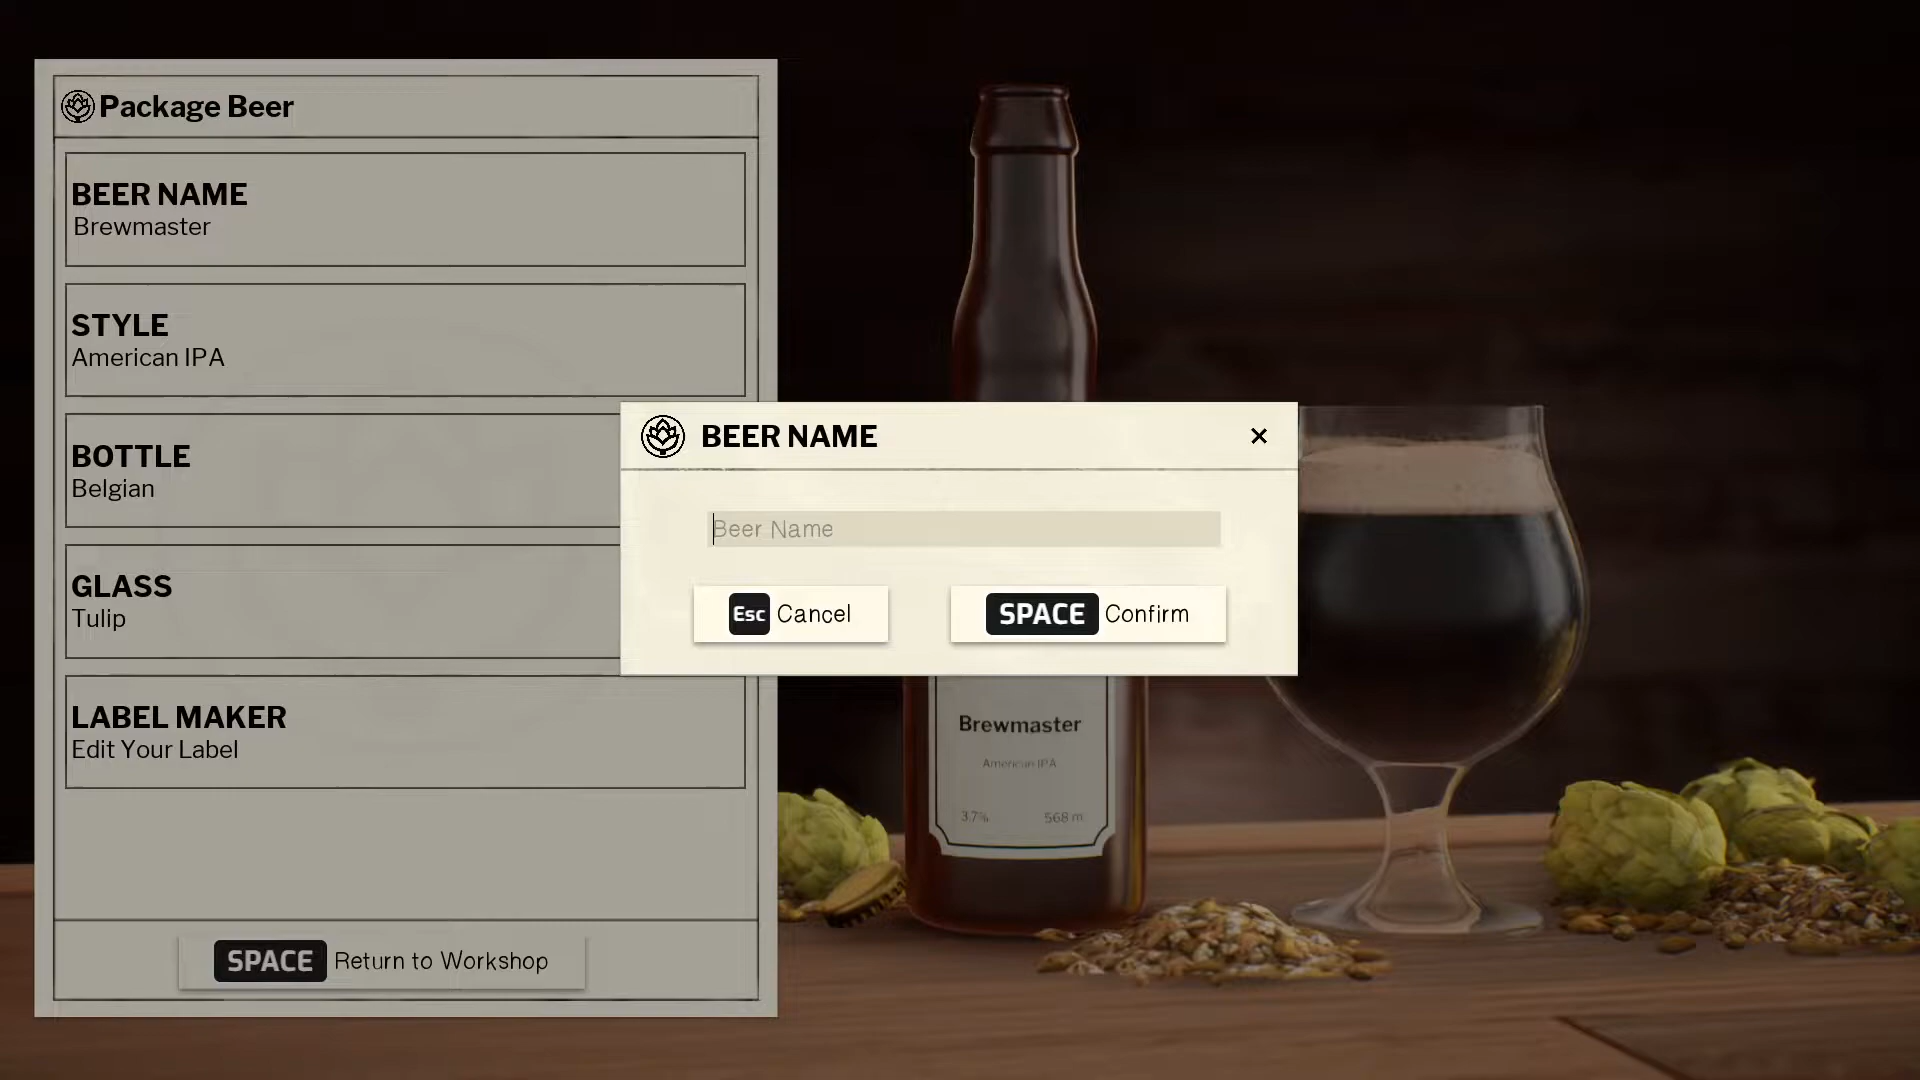 Package Beer
BEER NAME
Brewmaster
STYLE
American IPA
BOTTLE
Belgian
GLASS
Tulip
LABEL MAKER
Edit Your Label
SPACE Return to Workshop
BEER NAME
×
Beer Name
Esc Cancel
SPACE Confirm
Brewmaster
American IPA
3.7% 568 m